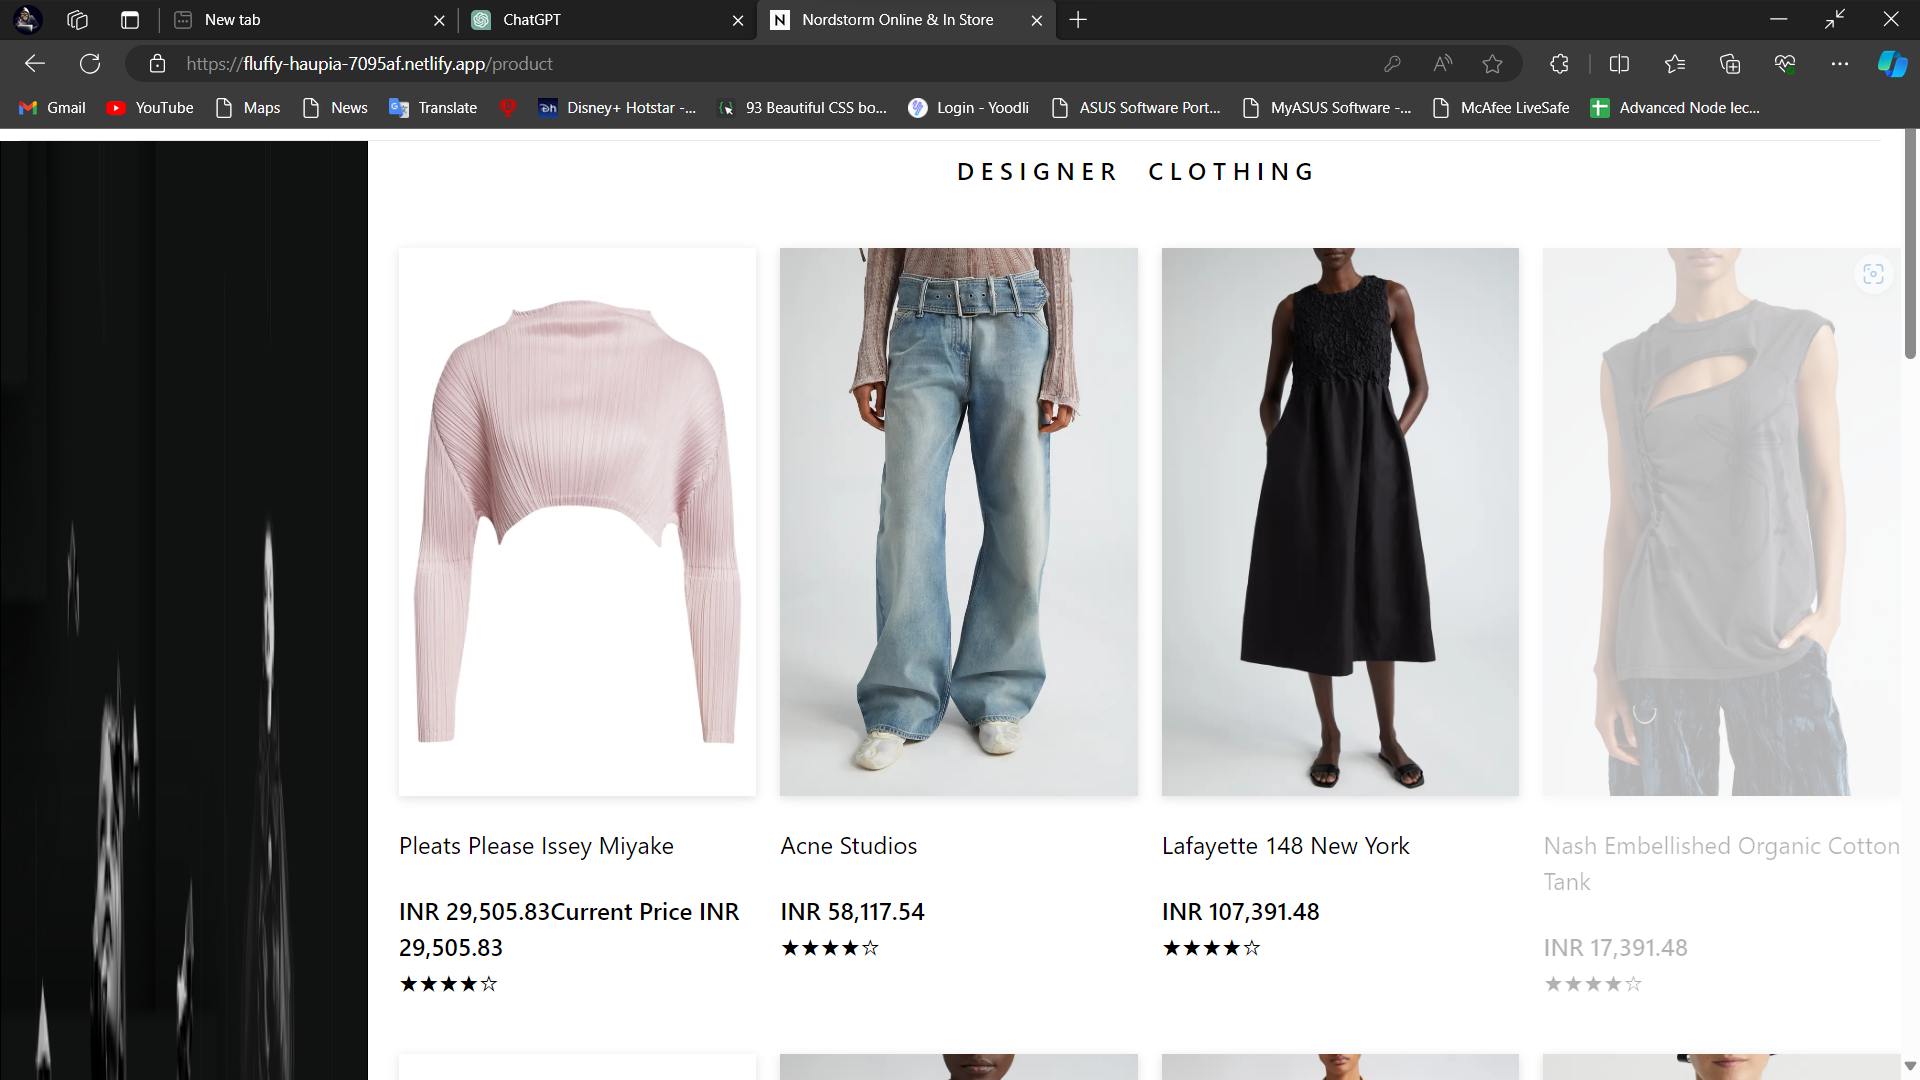 New tab
ChatGPT
Nordstorm Online & In Store
https://fluffy-haupia-7095af.netlify.app/product
Gmail
YouTube
Maps
News
Translate
Disney+ Hotstar -...
93 Beautiful CSS bo...
Login - Yoodli
ASUS Software Port...
MyASUS Software -...
McAfee LiveSafe
Advanced Node lec...
DESIGNER CLOTHING
Pleats Please Issey Miyake
INR 29,505.83Current Price INR
29,505.83
★★★★☆
Acne Studios
INR 58,117.54
★★★★☆
Lafayette 148 New York
INR 107,391.48
★★★★☆
Nash Embellished Organic Cotton
Tank
INR 17,391.48
★★★★☆